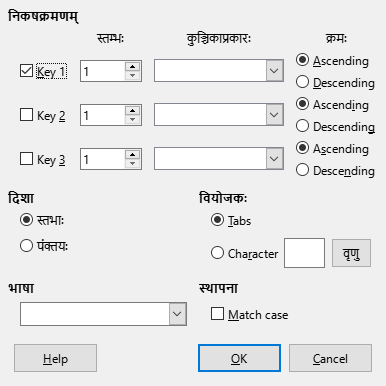 निकषक्रमणम्
स्तम्भः कुञ्चिकाप्रकारः क्रमः
Key 1 1 Ascending
Descending
Key 2 1 Ascending
Descending
Key 3 1 Ascending
Descending
दिशा वियोजकः
स्तभाः Tabs
पंक्तयः Character वृणु
भाषा स्थापना
Match case
Help OK Cancel